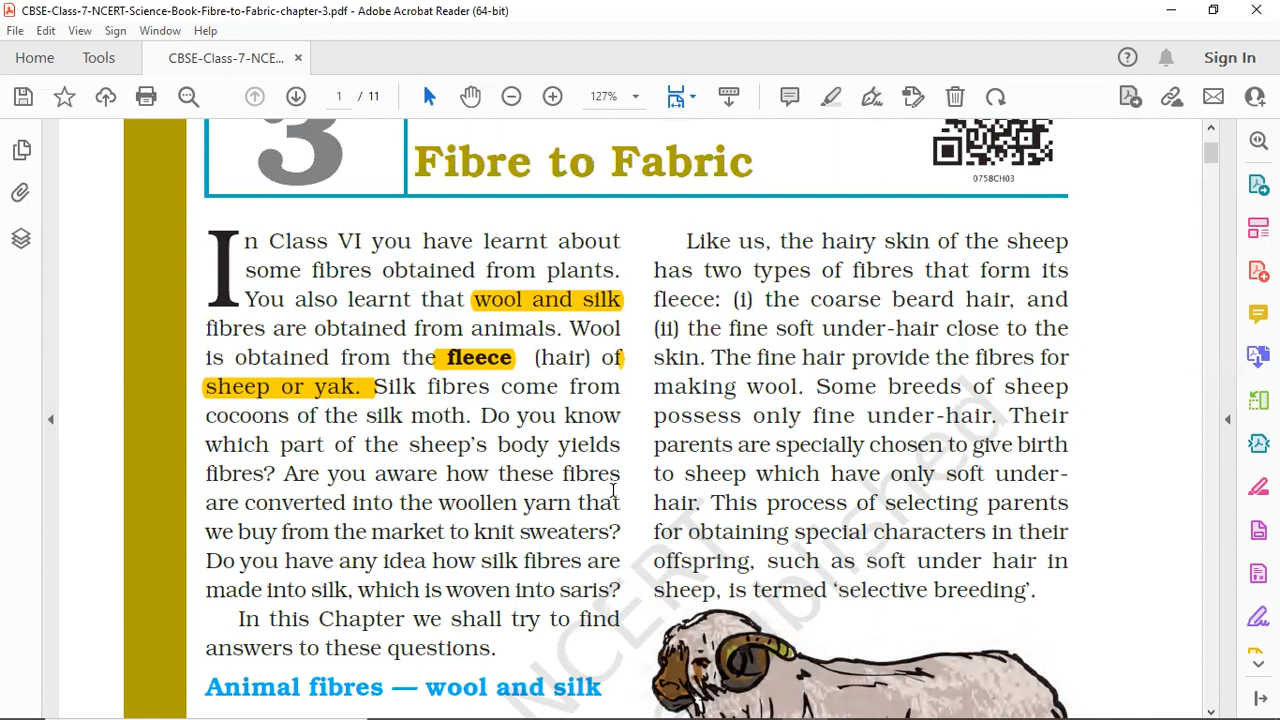 CBSE-Class-7-NCERT-Science-Book-Fibre-to-Fabric-chapter-3.pdf - Adobe Acrobat Reader (64-bit)
File Edit View Sign Window Help
Home Tools CBSE-Class-7-NCE... Sign In
1 / 11 127%
3
Fibre to Fabric
0758CH03
In Class VI you have learnt about
some fibres obtained from plants.
You also learnt that wool and silk
fibres are obtained from animals. Wool
is obtained from the fleece (hair) of
sheep or yak. Silk fibres come from
cocoons of the silk moth. Do you know
which part of the sheep's body yields
fibres? Are you aware how these fibres
are converted into the woollen yarn that
we buy from the market to knit sweaters?
Do you have any idea how silk fibres are
made into silk, which is woven into saris?
In this Chapter we shall try to find
answers to these questions.
Animal fibres — wool and silk
Like us, the hairy skin of the sheep
has two types of fibres that form its
fleece: (i) the coarse beard hair, and
(ii) the fine soft under-hair close to the
skin. The fine hair provide the fibres for
making wool. Some breeds of sheep
possess only fine under-hair. Their
parents are specially chosen to give birth
to sheep which have only soft under-
hair. This process of selecting parents
for obtaining special characters in their
offspring, such as soft under hair in
sheep, is termed 'selective breeding'.
NCERT